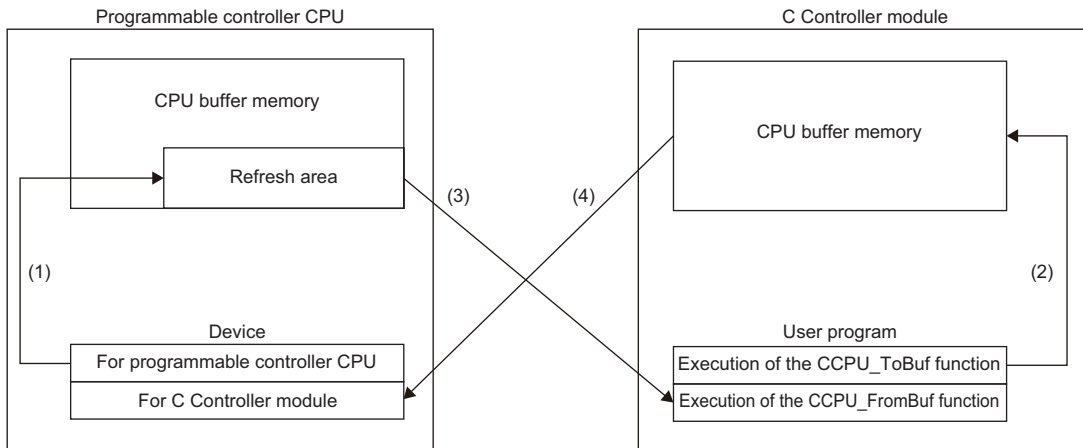 Programmable controller CPU
C Controller module
CPU buffer memory
Refresh area
CPU buffer memory
(1)
(3)
(4)
(2)
Device
For programmable controller CPU
For C Controller module
User program
Execution of the CCPU_ToBuf function
Execution of the CCPU_FromBuf function